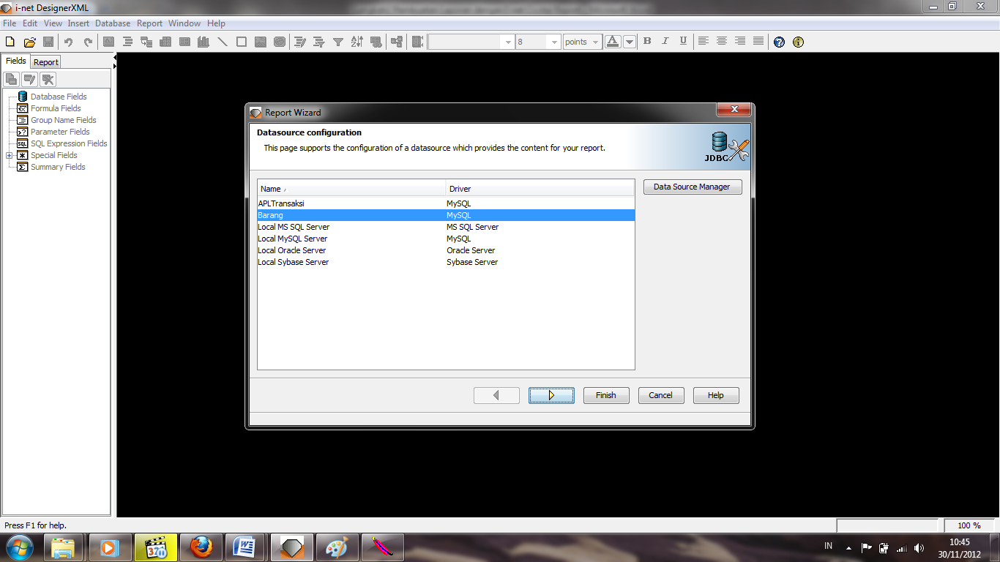 i-net DesignerXML
File Edit View Insert Database Report Window Help
8 points A B I U
Fields Report
Database Fields
Formula Fields
Group Name Fields
Parameter Fields
SQL Expression Fields
Special Fields
Summary Fields
Report Wizard
Datasource configuration
This page supports the configuration of a datasource which provides the content for your report.
JDBC
Name Driver
Data Source Manager
APLTransaksi MySQL
Barang MySQL
Local MS SQL Server MS SQL Server
Local MySQL Server MySQL
Local Oracle Server Oracle Server
Local Sybase Server Sybase Server
Finish Cancel Help
Press F1 for help.
100 %
IN
10:45
30/11/2012